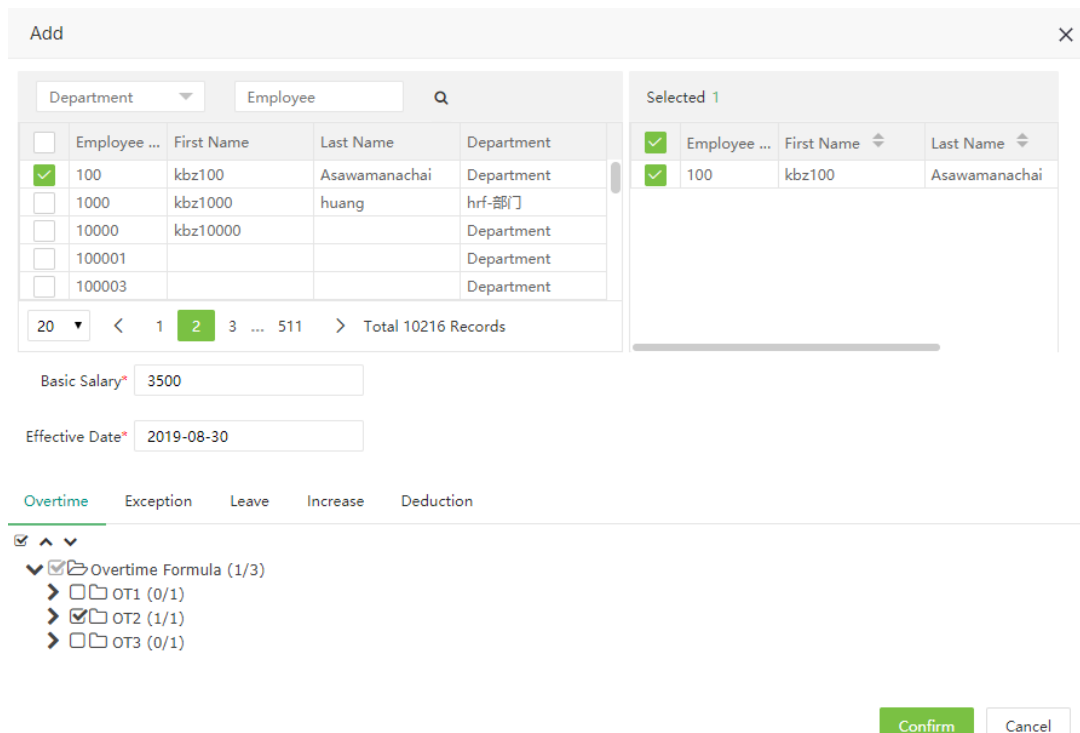 Add
Department Employee
Selected 1
Employee ... First Name Last Name Department
Employee ... First Name Last Name
100 kbz100 Asawamanachai Department
100 kbz100 Asawamanachai
1000 kbz1000 huang hrf-部门
10000 kbz10000 Department
100001 Department
100003 Department
20 1 2 3 ... 511 Total 10216 Records
Basic Salary* 3500
Effective Date* 2019-08-30
Overtime Exception Leave Increase Deduction
Overtime Formula (1/3)
OT1 (0/1)
OT2 (1/1)
OT3 (0/1)
Confirm Cancel